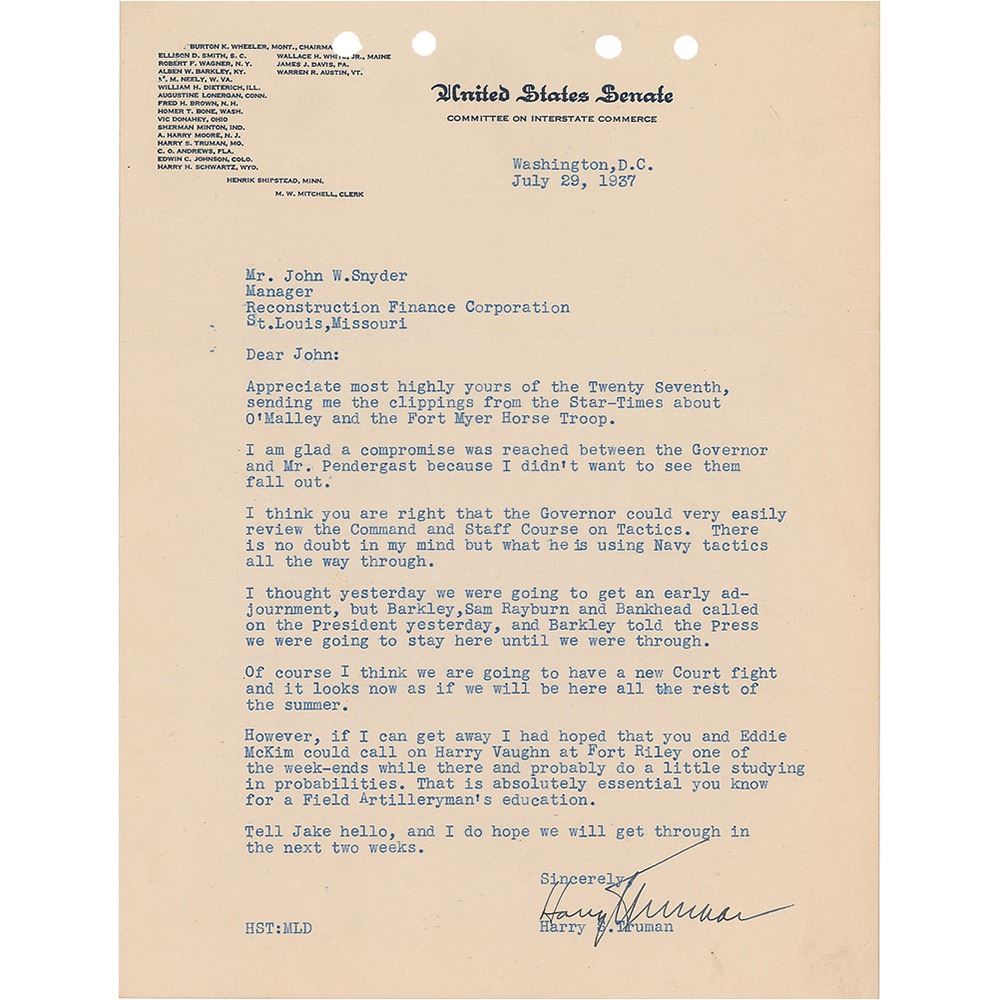 BURTON K. WHEELER, MONT., CHAIRMA
ELLISON D. SMITH, S. C.
ROBERT F. WAGNER, N. Y.
ALBEN W. BARKLEY, KY.
M. NEELY, W. VA.
WILLIAM H. DIETERICH, ILL.
AUGUSTINE LONERGAN, CONN.
FRED H. BROWN, N. H.
HOMER T. BONE, WASH.
VIC DONAHEY, OHIO
SHERMAN MINTON, IND.
A. HARRY MOORE, N. J.
HARRY S. TRUMAN, MO.
C. O. ANDREWS, FLA.
EDWIN C. JOHNSON, COLO.
HARRY H. SCHWARTZ, WYO.
WALLACE H. WHITE, JR., MAINE
JAMES J. DAVIS, PA.
WARREN R. AUSTIN, VT.
HENRIK SHIPSTEAD, MINN.
M. W. MITCHELL, CLERK
United States Senate
COMMITTEE ON INTERSTATE COMMERCE
Washington,D.C.
July 29, 1937
Mr. John W.Snyder
Manager
Reconstruction Finance Corporation
St.Louis,Missouri
Dear John:
Appreciate most highly yours of the Twenty Seventh,
sending me the clippings from the Star-Times about
O'Malley and the Fort Myer Horse Troop.
I am glad a compromise was reached between the Governor
and Mr. Pendergast because I didn't want to see them
fall out.
I think you are right that the Governor could very easily
review the Command and Staff Course on Tactics. There
is no doubt in my mind but what he is using Navy tactics
all the way through.
I thought yesterday we were going to get an early ad-
journment, but Barkley,Sam Rayburn and Bankhead called
on the President yesterday, and Barkley told the Press
we were going to stay here until we were through.
Of course I think we are going to have a new Court fight
and it looks now as if we will be here all the rest of
the summer.
However, if I can get away I had hoped that you and Eddie
McKim could call on Harry Vaughn at Fort Riley one of
the week-ends while there and probably do a little studying
in probabilities. That is absolutely essential you know
for a Field Artilleryman's education.
Tell Jake hello, and I do hope we will get through in
the next two weeks.
Sincerely,
Harry S Truman
Harry S.Truman
HST:MLD